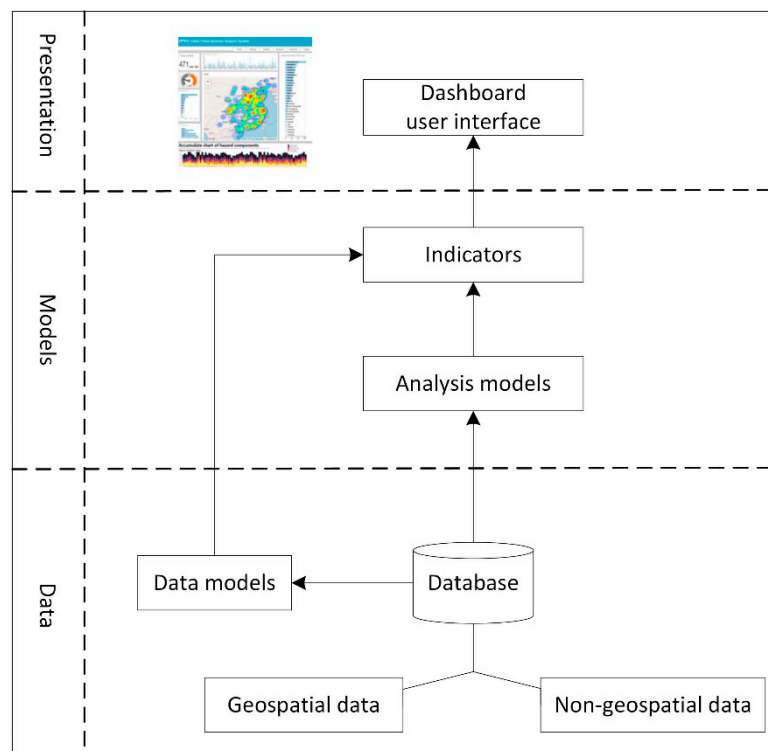 Presentation
471
Accumulate chart of hazard components
Dashboard
user interface
Models
Indicators
Analysis models
Data
Data models
Database
Geospatial data
Non-geospatial data